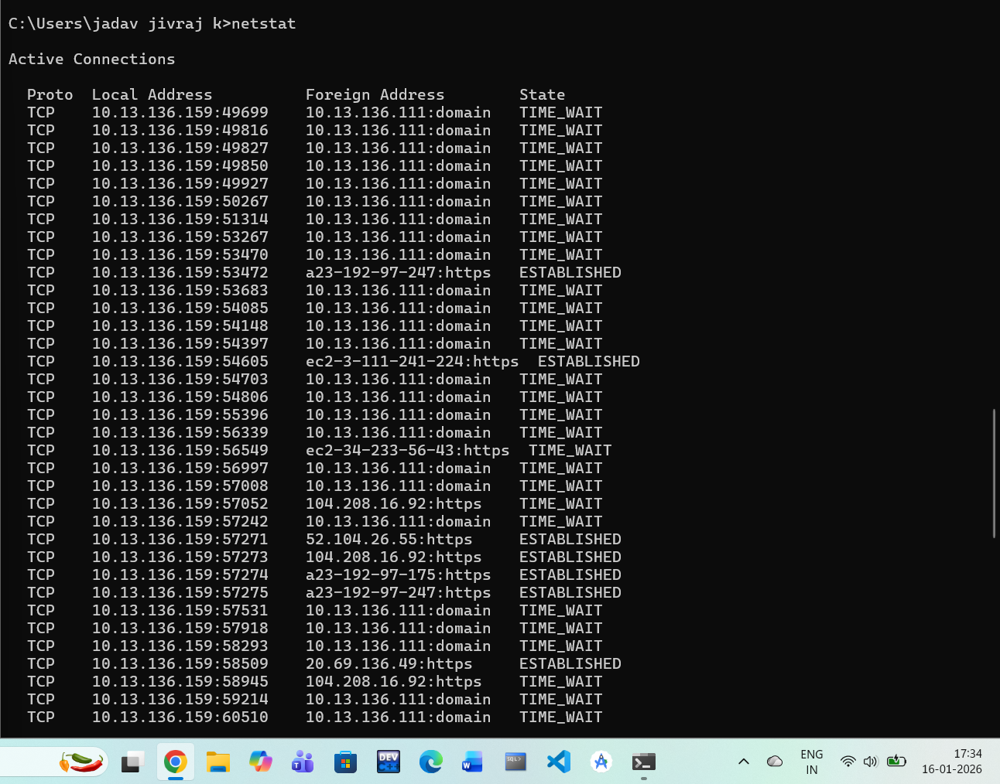 C:\Users\jadav jivraj k>netstat
Active Connections
Proto  Local Address          Foreign Address        State
TCP    10.13.136.159:49699    10.13.136.111:domain   TIME_WAIT
TCP    10.13.136.159:49816    10.13.136.111:domain   TIME_WAIT
TCP    10.13.136.159:49827    10.13.136.111:domain   TIME_WAIT
TCP    10.13.136.159:49850    10.13.136.111:domain   TIME_WAIT
TCP    10.13.136.159:49927    10.13.136.111:domain   TIME_WAIT
TCP    10.13.136.159:50267    10.13.136.111:domain   TIME_WAIT
TCP    10.13.136.159:51314    10.13.136.111:domain   TIME_WAIT
TCP    10.13.136.159:53267    10.13.136.111:domain   TIME_WAIT
TCP    10.13.136.159:53470    10.13.136.111:domain   TIME_WAIT
TCP    10.13.136.159:53472    a23-192-97-247:https   ESTABLISHED
TCP    10.13.136.159:53683    10.13.136.111:domain   TIME_WAIT
TCP    10.13.136.159:54085    10.13.136.111:domain   TIME_WAIT
TCP    10.13.136.159:54148    10.13.136.111:domain   TIME_WAIT
TCP    10.13.136.159:54397    10.13.136.111:domain   TIME_WAIT
TCP    10.13.136.159:54605    ec2-3-111-241-224:https  ESTABLISHED
TCP    10.13.136.159:54703    10.13.136.111:domain   TIME_WAIT
TCP    10.13.136.159:54806    10.13.136.111:domain   TIME_WAIT
TCP    10.13.136.159:55396    10.13.136.111:domain   TIME_WAIT
TCP    10.13.136.159:56339    10.13.136.111:domain   TIME_WAIT
TCP    10.13.136.159:56549    ec2-34-233-56-43:https  TIME_WAIT
TCP    10.13.136.159:56997    10.13.136.111:domain   TIME_WAIT
TCP    10.13.136.159:57008    10.13.136.111:domain   TIME_WAIT
TCP    10.13.136.159:57052    104.208.16.92:https    TIME_WAIT
TCP    10.13.136.159:57242    10.13.136.111:domain   TIME_WAIT
TCP    10.13.136.159:57271    52.104.26.55:https     ESTABLISHED
TCP    10.13.136.159:57273    104.208.16.92:https    ESTABLISHED
TCP    10.13.136.159:57274    a23-192-97-175:https   ESTABLISHED
TCP    10.13.136.159:57275    a23-192-97-247:https   ESTABLISHED
TCP    10.13.136.159:57531    10.13.136.111:domain   TIME_WAIT
TCP    10.13.136.159:57918    10.13.136.111:domain   TIME_WAIT
TCP    10.13.136.159:58293    10.13.136.111:domain   TIME_WAIT
TCP    10.13.136.159:58509    20.69.136.49:https     ESTABLISHED
TCP    10.13.136.159:58945    104.208.16.92:https    TIME_WAIT
TCP    10.13.136.159:59214    10.13.136.111:domain   TIME_WAIT
TCP    10.13.136.159:60510    10.13.136.111:domain   TIME_WAIT
T
DEV
C++
W
SQL>
ENG
IN
17:34
16-01-2026